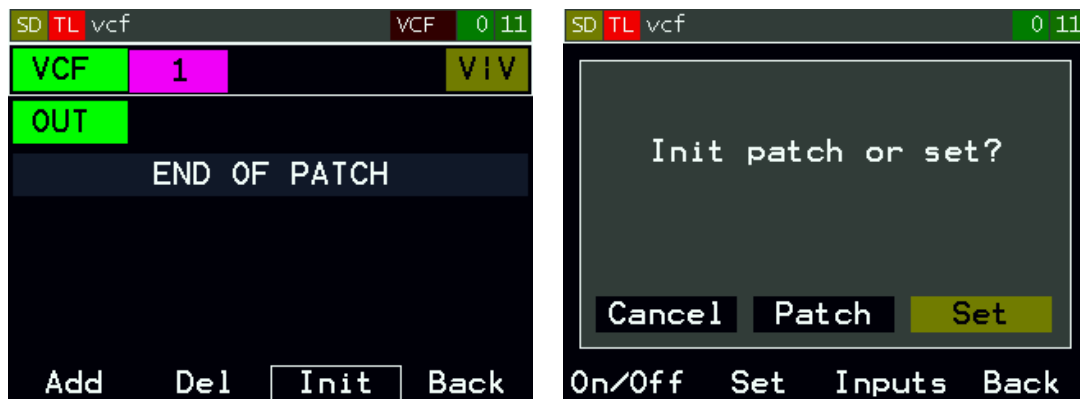 SD TL vcf VCF 0 11
VCF 1 V¦V
OUT
END OF PATCH
Add Del Init Back
SD TL vcf 0 11
Init patch or set?
Cancel Patch Set
On/Off Set Inputs Back